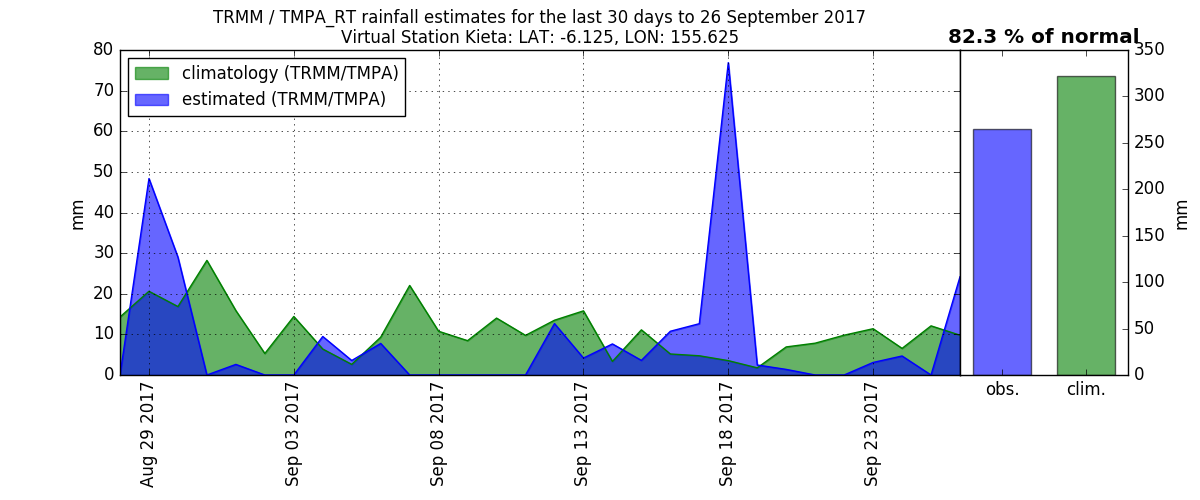 TRMM / TMPA_RT rainfall estimates for the last 30 days to 26 September 2017
Virtual Station Kieta: LAT: -6.125, LON: 155.625
82.3 % of normal
climatology (TRMM/TMPA)
estimated (TRMM/TMPA)
80
70
60
50
40
30
20
10
0
mm
Aug 29 2017
Sep 03 2017
Sep 08 2017
Sep 13 2017
Sep 18 2017
Sep 23 2017
obs.
clim.
350
300
250
200
150
100
50
0
mm